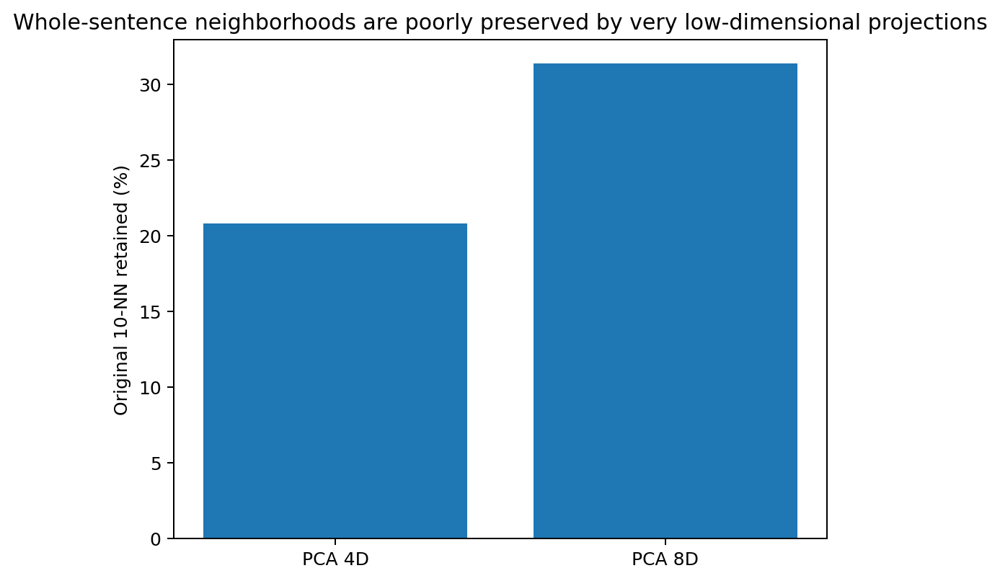 Whole-sentence neighborhoods are poorly preserved by very low-dimensional projections
Original 10-NN retained (%)
30
25
20
15
10
5
0
PCA 4D
PCA 8D